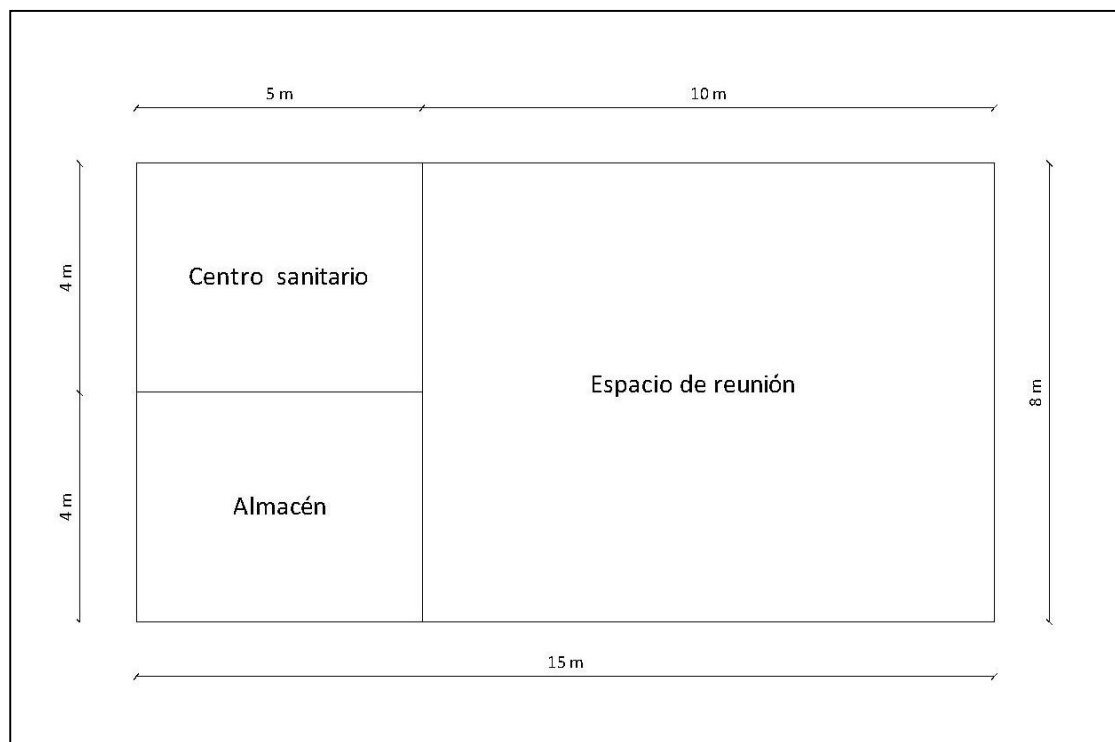 5 m
10 m
4 m
Centro sanitario
Espacio de reunión
8 m
4 m
Almacén
15 m